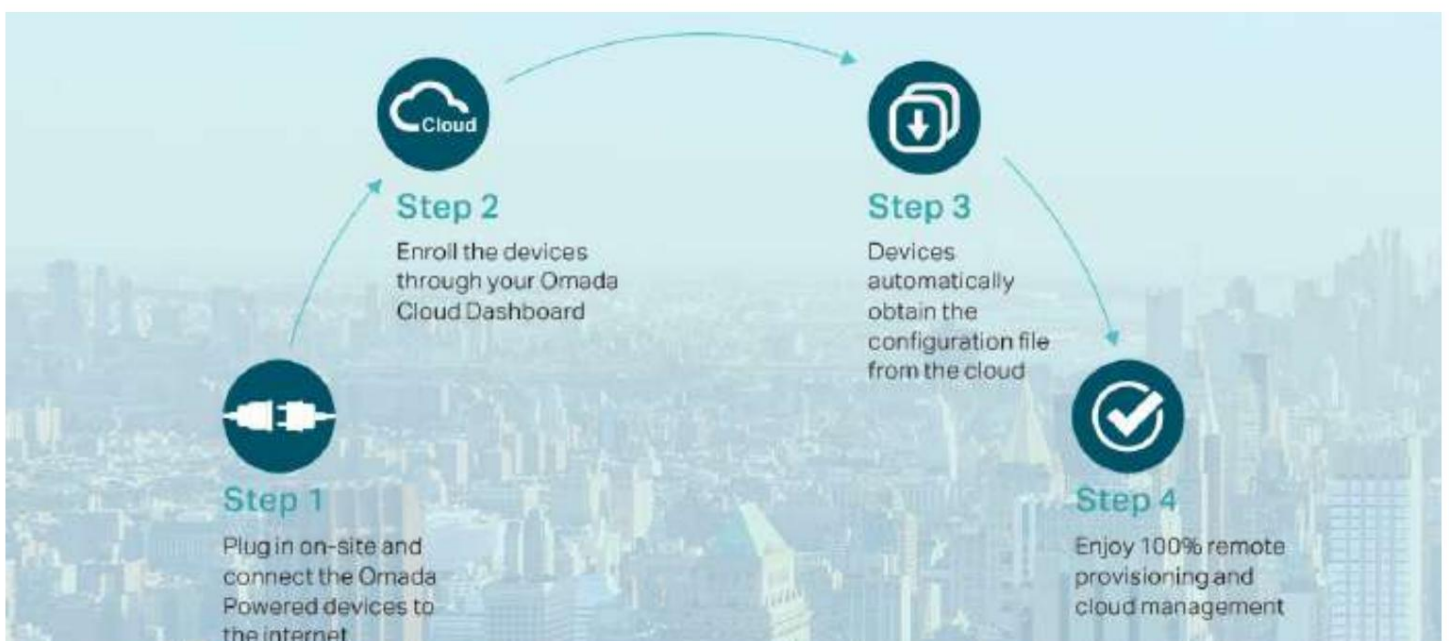 Cloud
Step 2
Enroll the devices
through your Omada
Cloud Dashboard
Step 3
Devices
automatically
obtain the
configuration file
from the cloud
Step 1
Plug in on-site and
connect the Omada
Powered devices to
the internet
Step 4
Enjoy 100% remote
provisioning and
cloud management